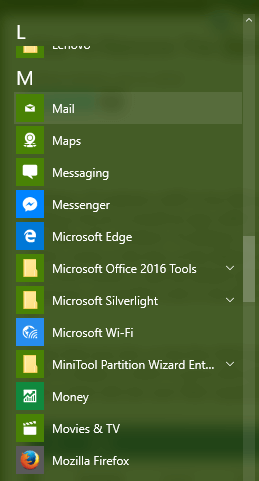 L
Lenovo
M
Mail
Maps
Messaging
Messenger
Microsoft Edge
Microsoft Office 2016 Tools
Microsoft Silverlight
Microsoft Wi-Fi
MiniTool Partition Wizard Ent...
Money
Movies & TV
Mozilla Firefox